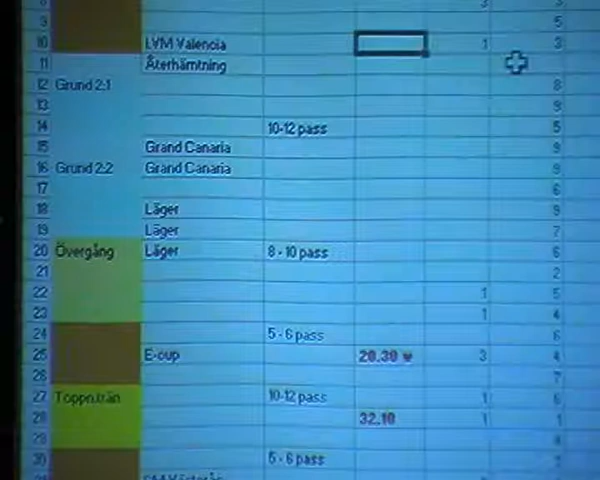 9 5
10 LVM Valencia 1 3
11 Återhämtning
12 Grund 2:1 8
13 9
14 10-12 pass 5
15 Grand Canaria 9
16 Grund 2:2 Grand Canaria 9
17 6
18 Läger 9
19 Läger 7
20 Övergång Läger 8 - 10 pass 6
21 2
22 1 5
23 1 4
24 5 - 6 pass 6
25 E-cup 20.30 w 3 4
26 7
27 Toppn.trän 10-12 pass 1 6
28 32.10 1 1
29 4
30 5 - 6 pass